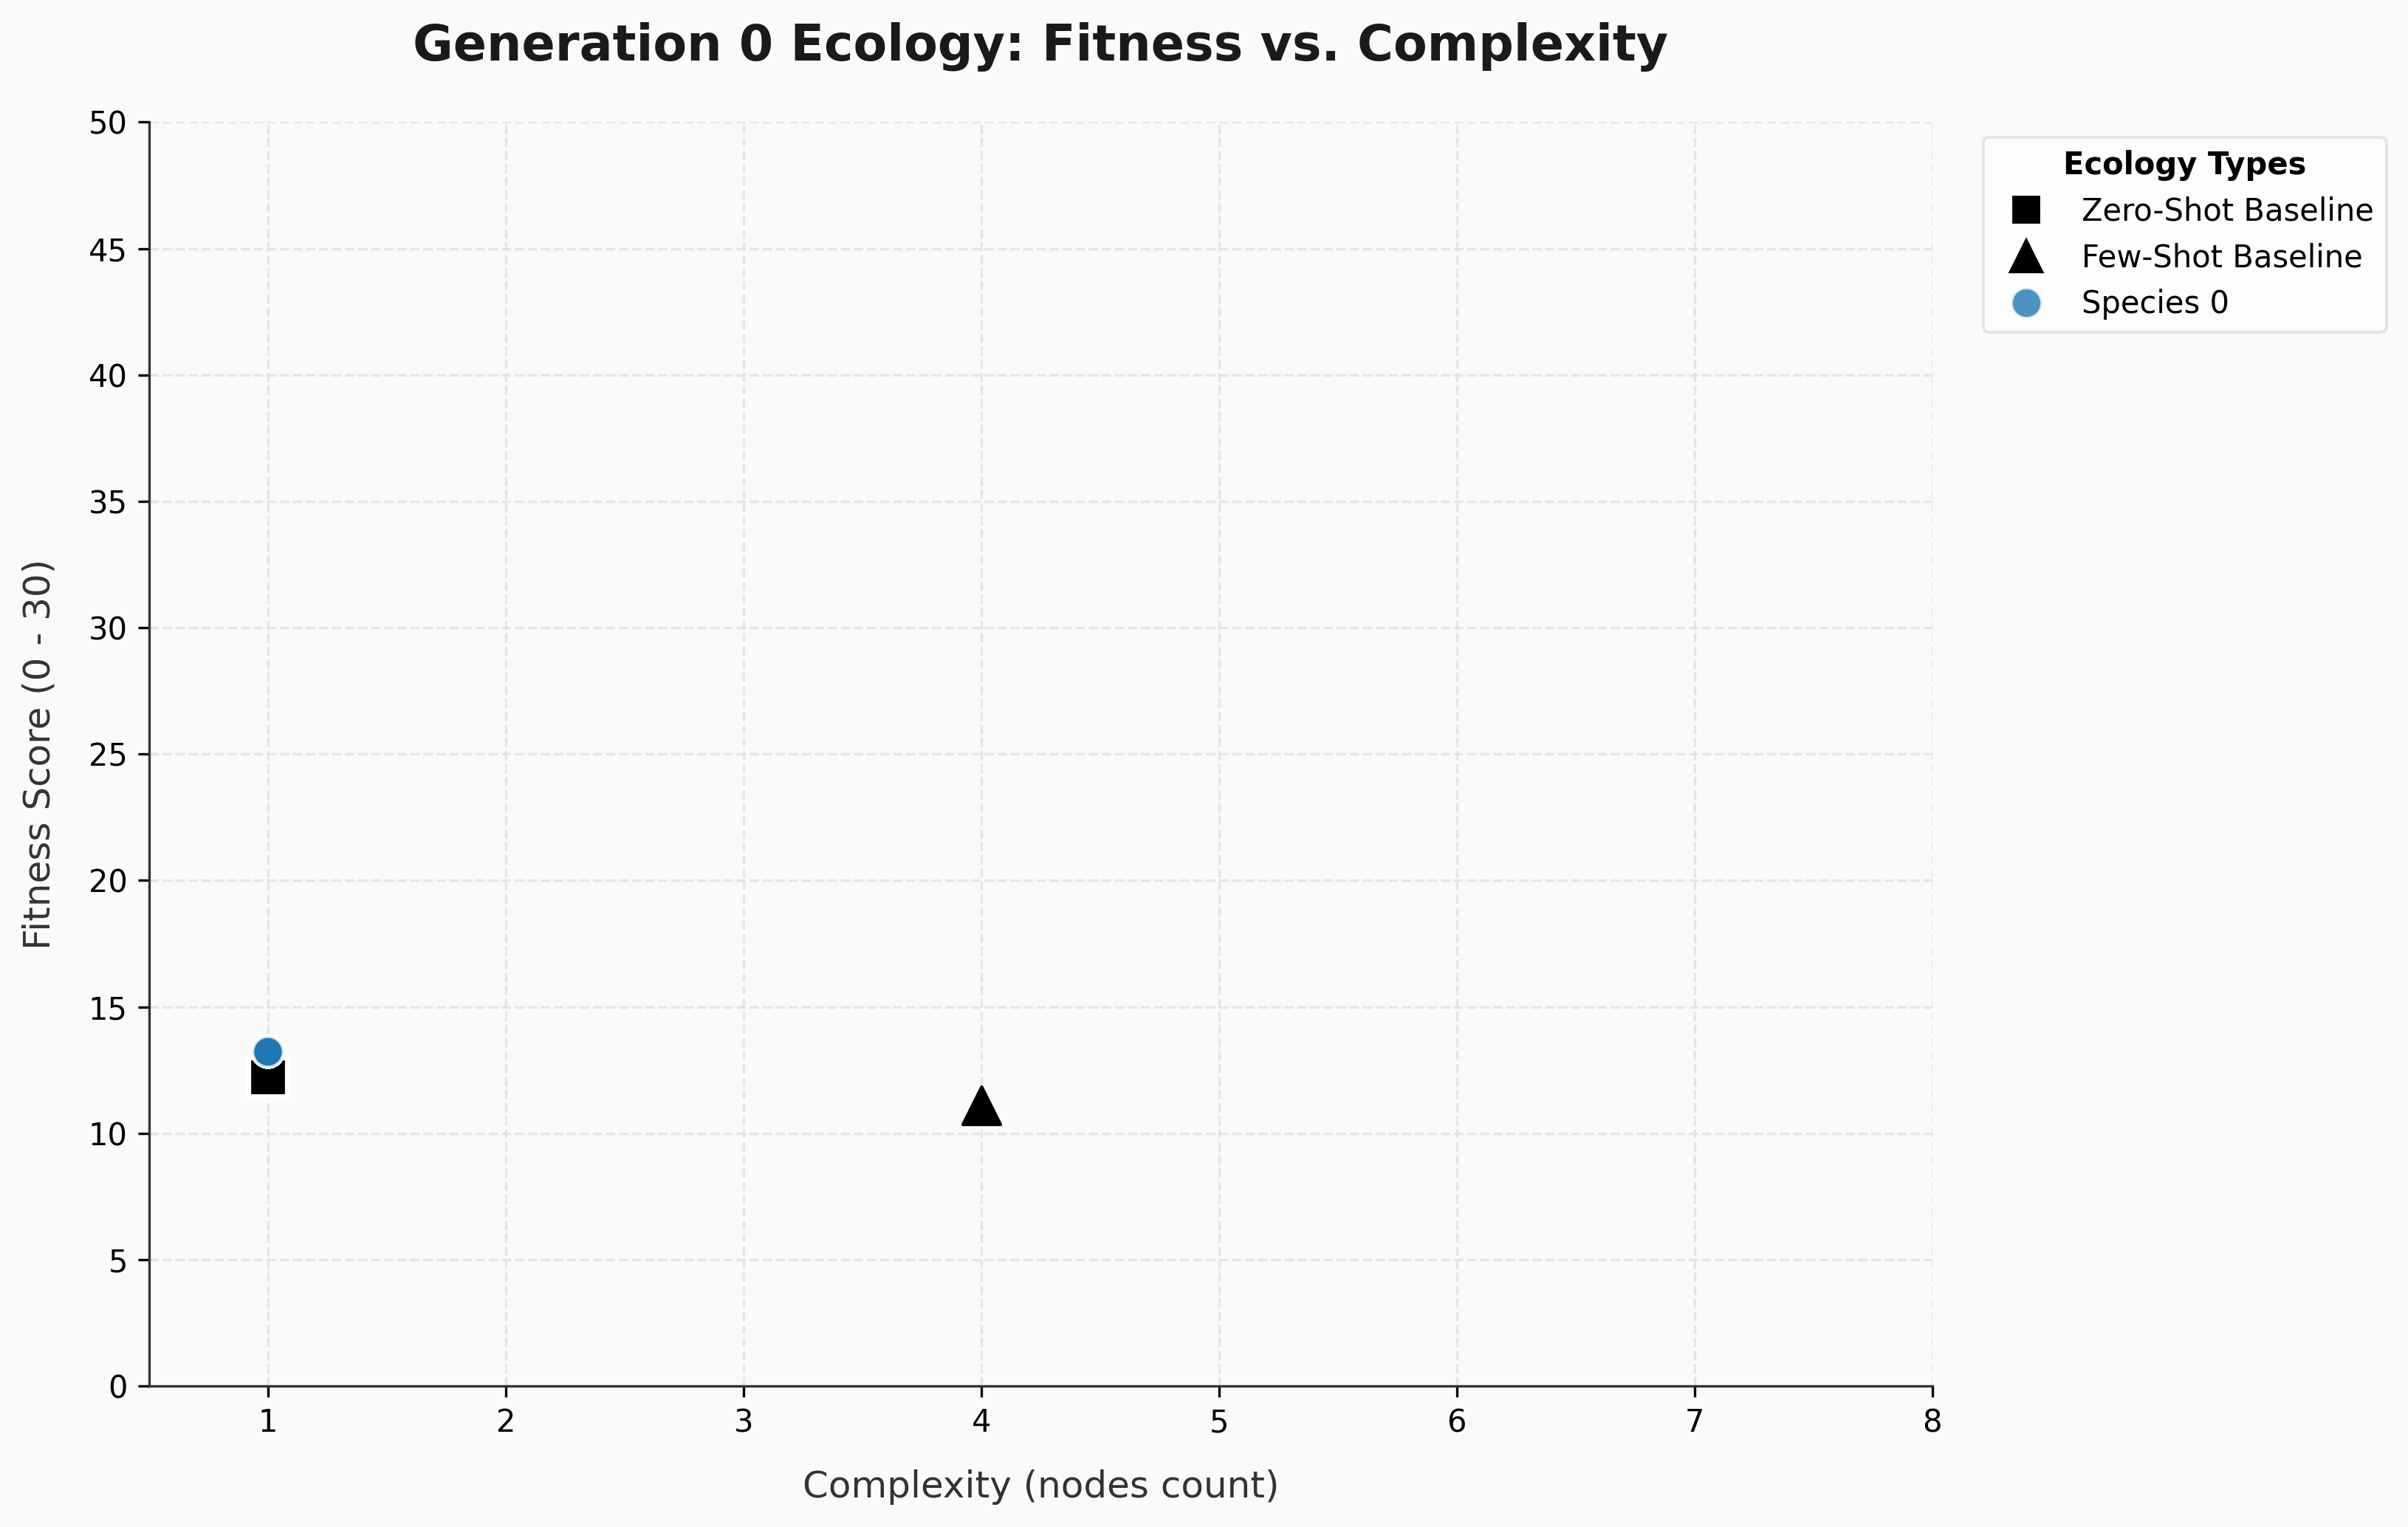 Generation 0 Ecology: Fitness vs. Complexity
50
45
40
35
30
25
20
15
10
5
0
Fitness Score (0 - 30)
1 2 3 4 5 6 7 8
Complexity (nodes count)
Ecology Types
Zero-Shot Baseline
Few-Shot Baseline
Species 0